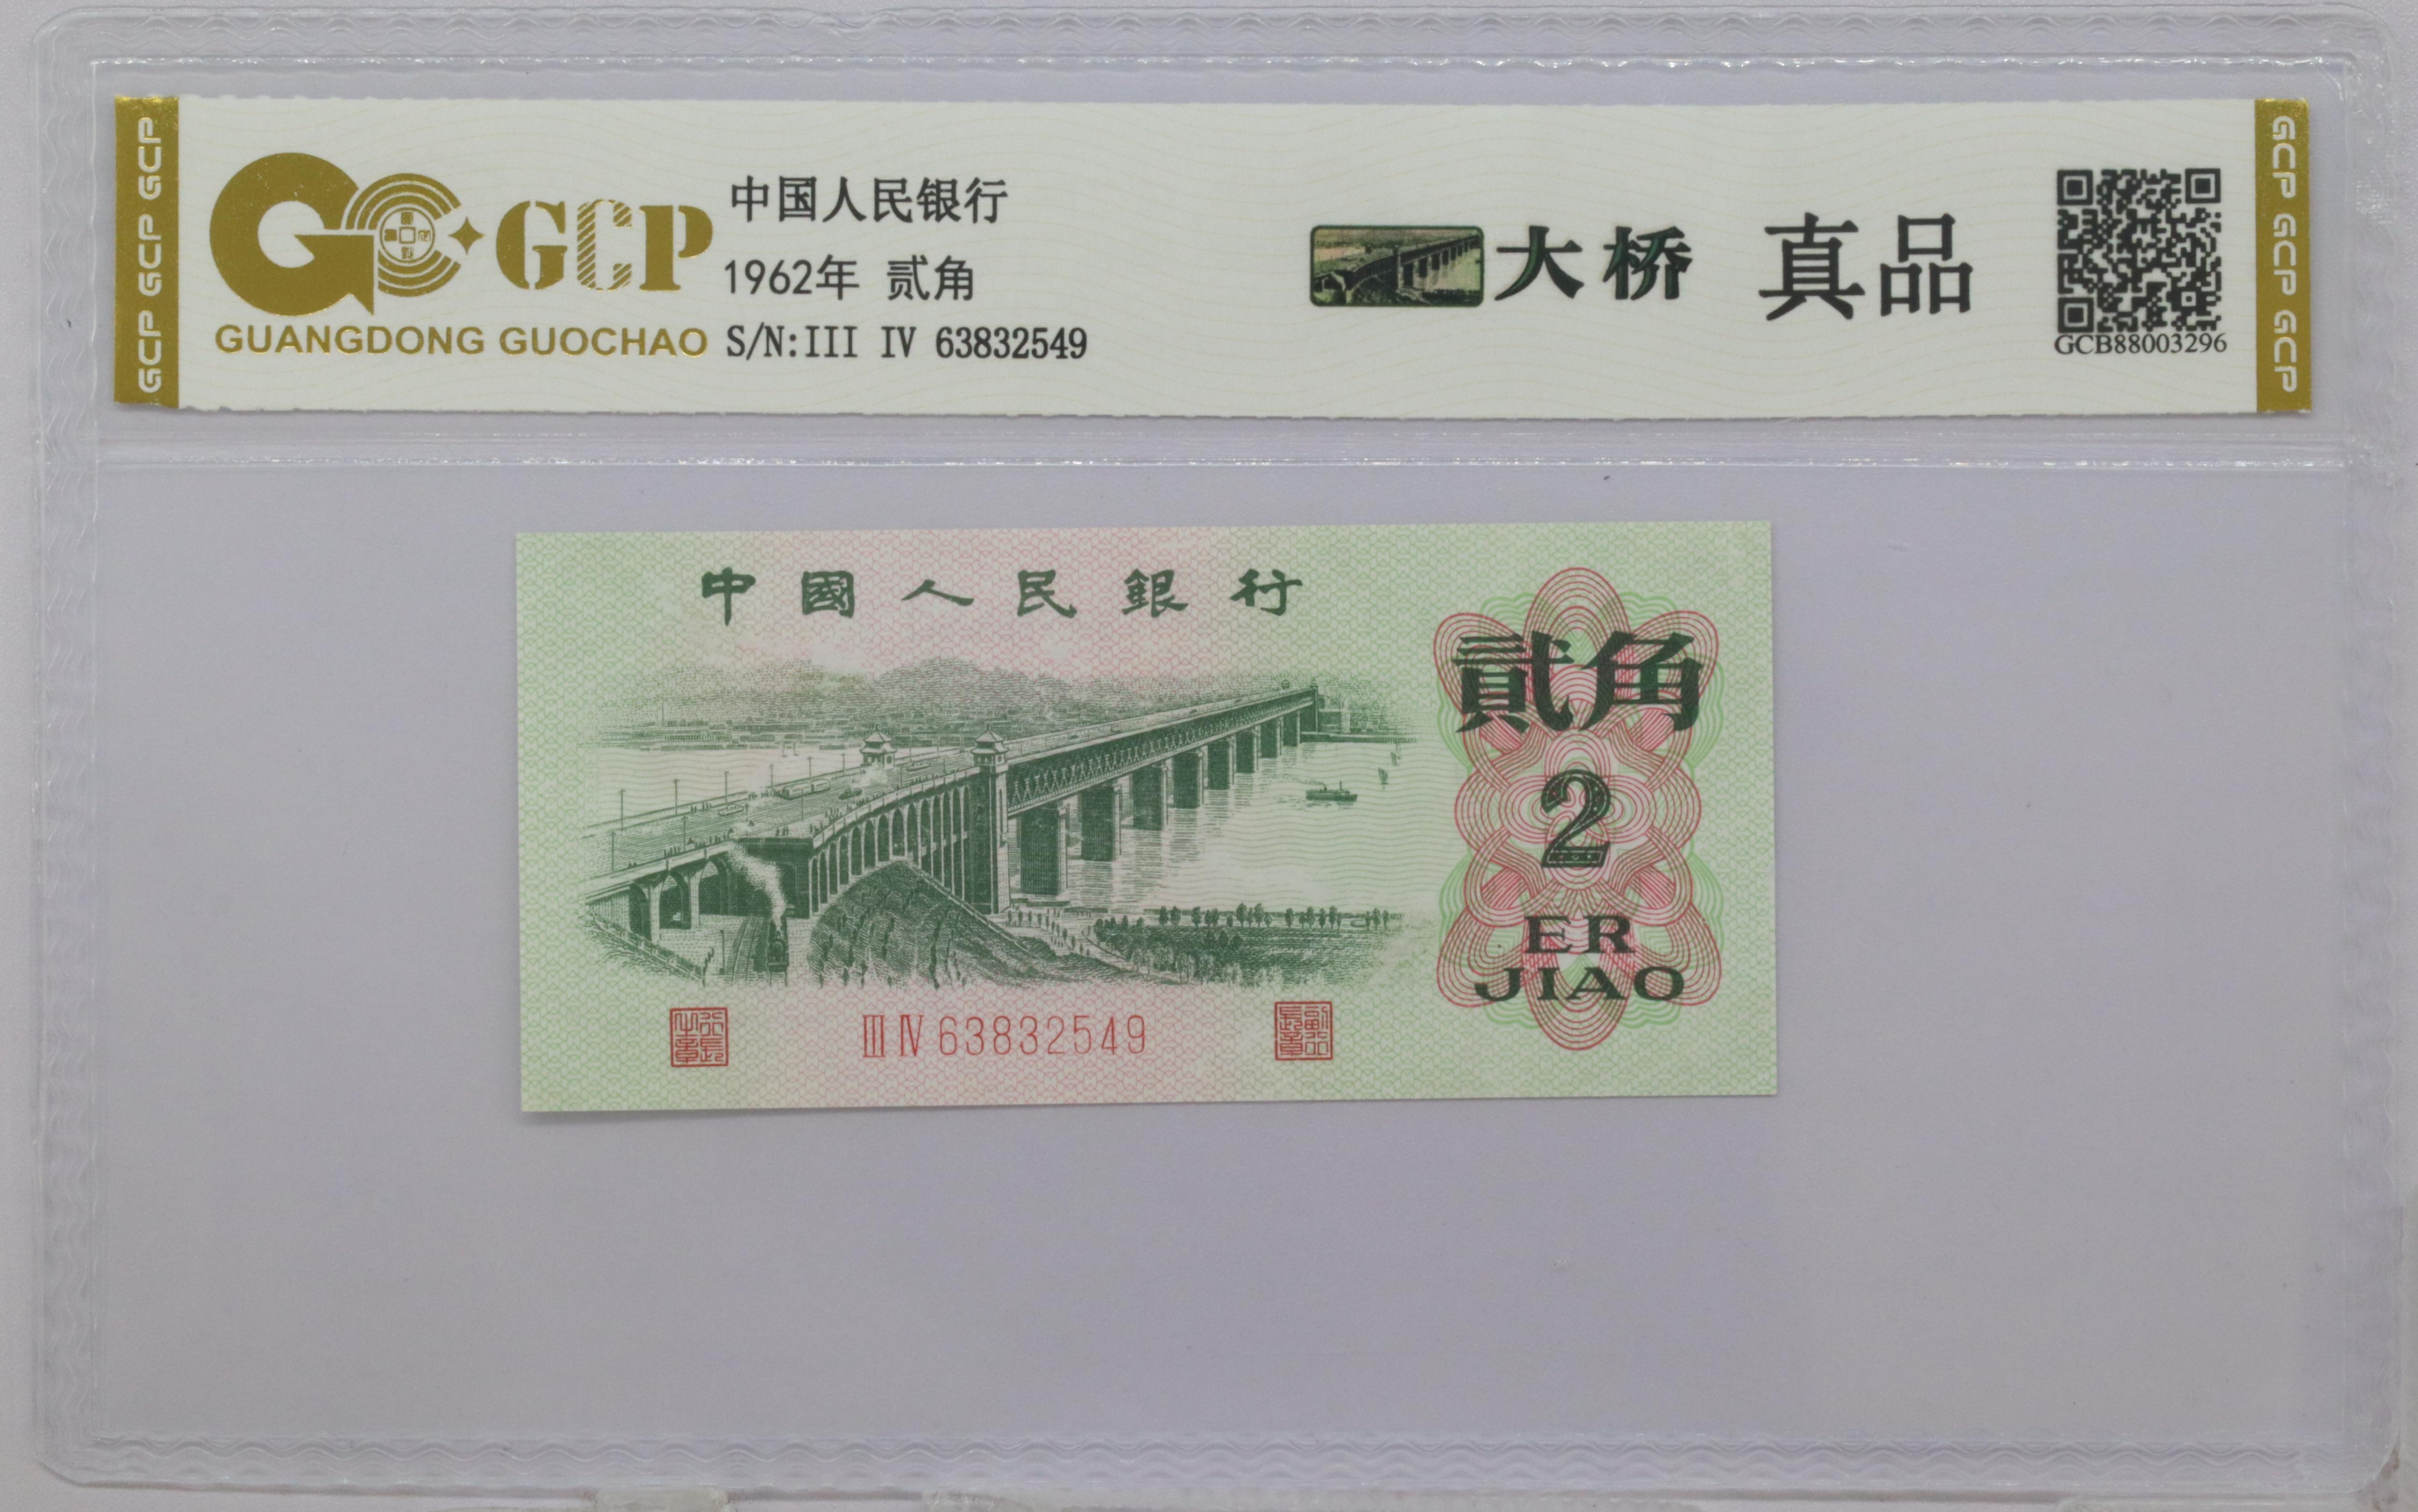 GCP GCP GCP
GCP
GUANGDONG GUOCHAO
中国人民银行
1962年 贰角
S/N:III IV 63832549
大桥 真品
GCB88003296
GCP GCP GCP
中國人民銀行
貳角
2
ER
JIAO
III IV 63832549